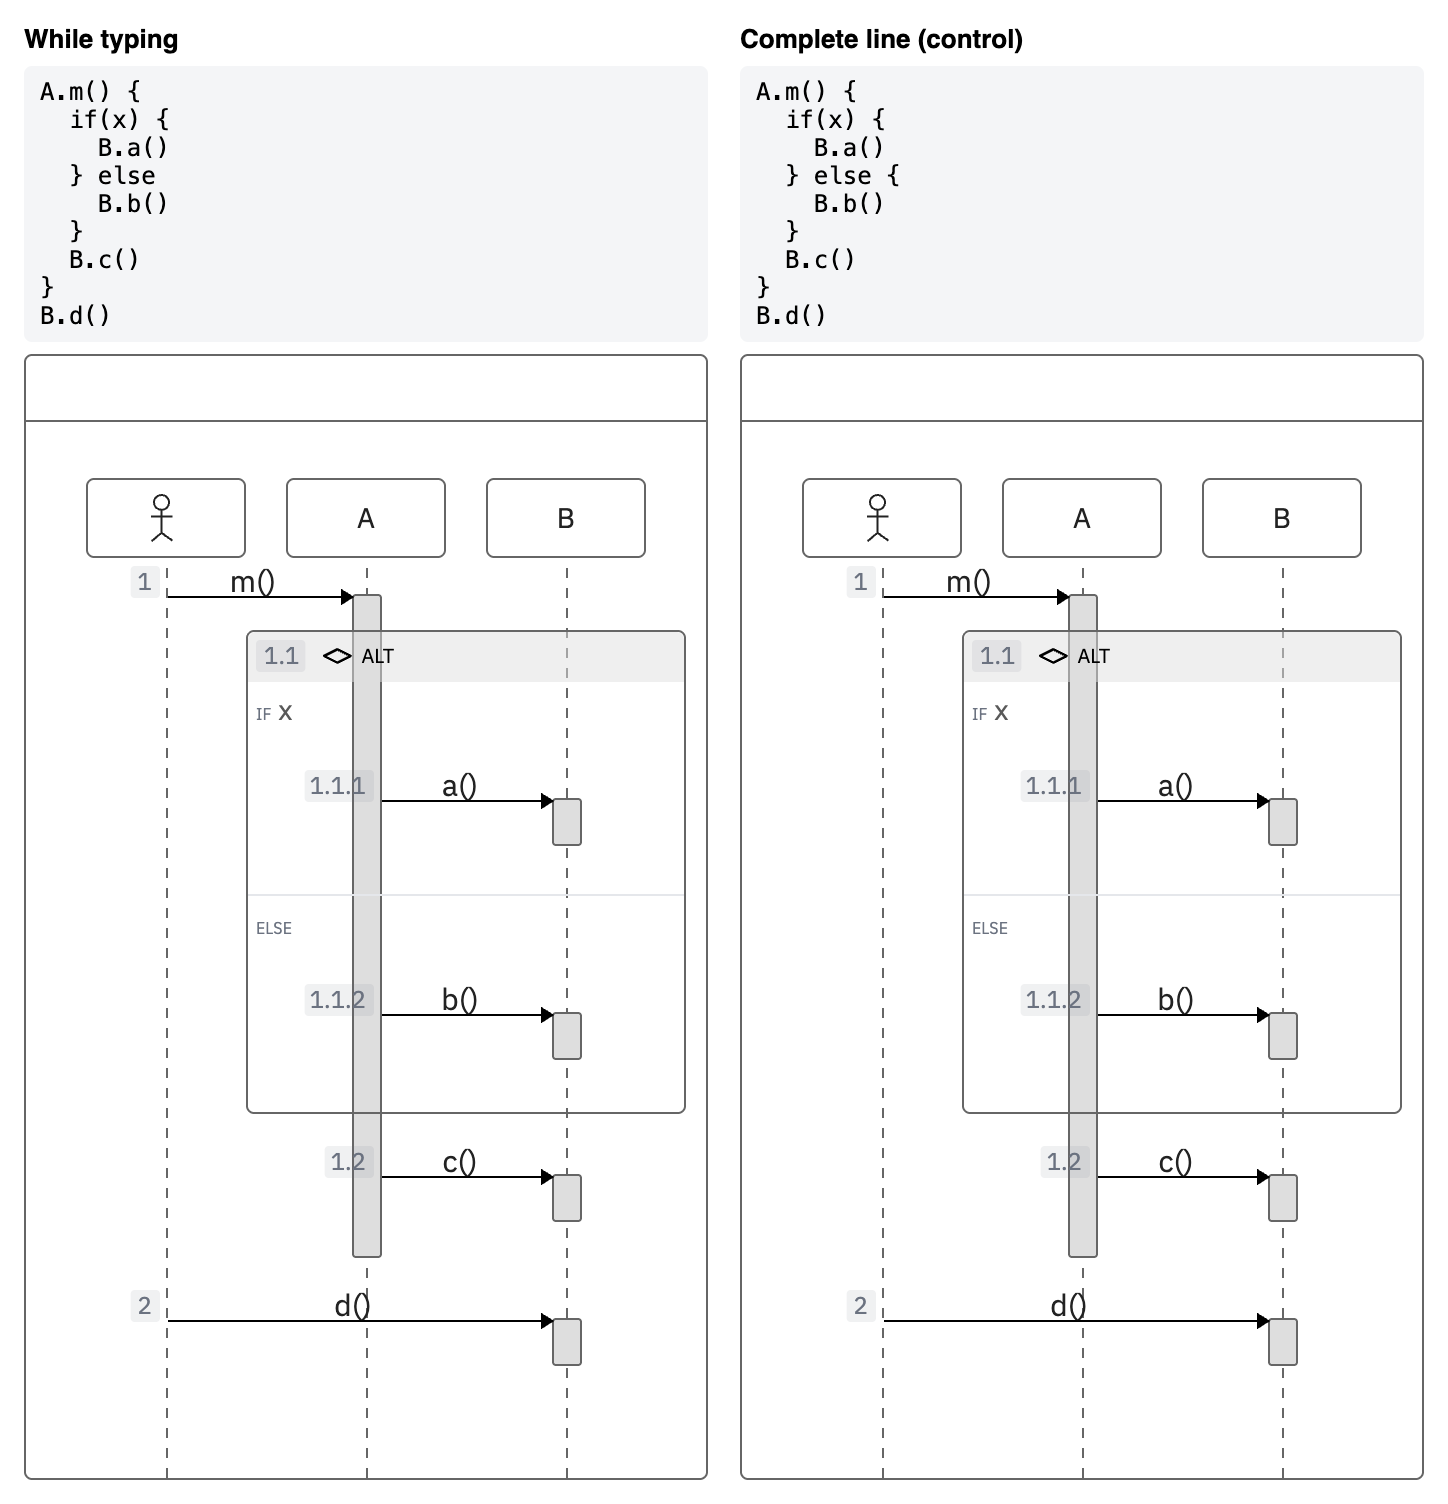 While typing
A.m() {
  if(x) {
    B.a()
  } else
    B.b()
  }
  B.c()
}
B.d()
A
B
1
m()
1.1
ALT
IF X
1.1.1
a()
ELSE
1.1.2
b()
1.2
c()
2
d()
Complete line (control)
A.m() {
  if(x) {
    B.a()
  } else {
    B.b()
  }
  B.c()
}
B.d()
A
B
1
m()
1.1
ALT
IF X
1.1.1
a()
ELSE
1.1.2
b()
1.2
c()
2
d()